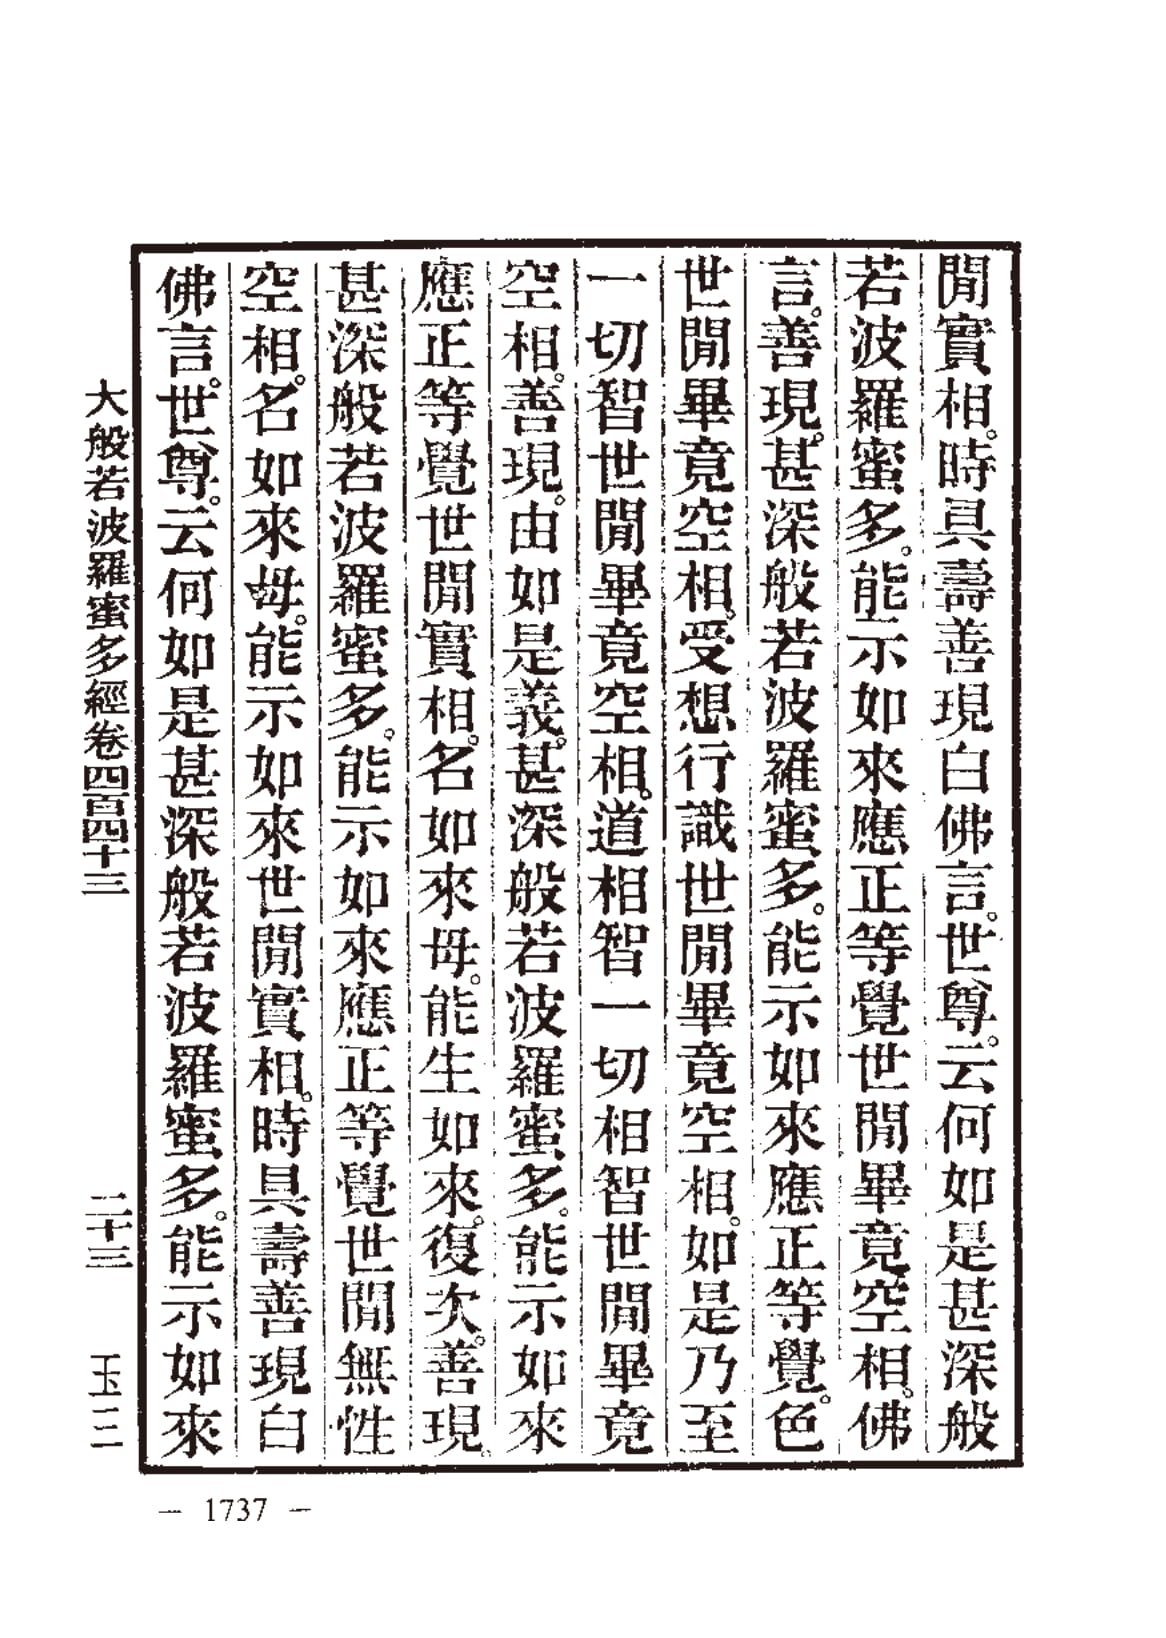 閒實相。時具壽善現白佛言。世尊。云何如是甚深般
若波羅蜜多。能示如來應正等覺世閒畢竟空相。佛
言。善現。甚深般若波羅蜜多。能示如來應正等覺。色
世閒畢竟空相。受想行識世閒畢竟空相。如是乃至
一切智世閒畢竟空相。道相智一切相智世閒畢竟
空相。善現。由如是義。甚深般若波羅蜜多。能示如來
應正等覺世閒實相。名如來母。能生如來。復次。善現。
甚深般若波羅蜜多。能示如來應正等覺世閒無性
空相。名如來母。能示如來世閒實相。時具壽善現白
佛言。世尊。云何如是甚深般若波羅蜜多。能示如來
大般若波羅蜜多經卷四百四十三 二十三 玉三
— 1737 —